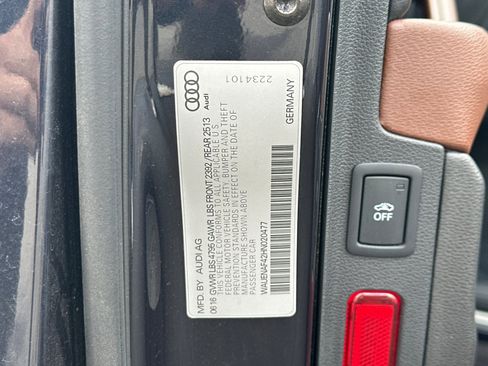 MFD. BY AUDI AG
06 16 GVWR LBS 4795 GAWR LBS FRONT 2392 /REAR 2513
THIS VEHICLE CONFORMS TO ALL APPLICABLE U.S.
FEDERAL MOTOR VEHICLE SAFETY, BUMPER AND THEFT
PREVENTION STANDARDS IN EFFECT ON THE DATE OF
MANUFACTURE SHOWN ABOVE
PASSENGER CAR
WAUENAF42HN020477
GERMANY
Audi
2234101
OFF